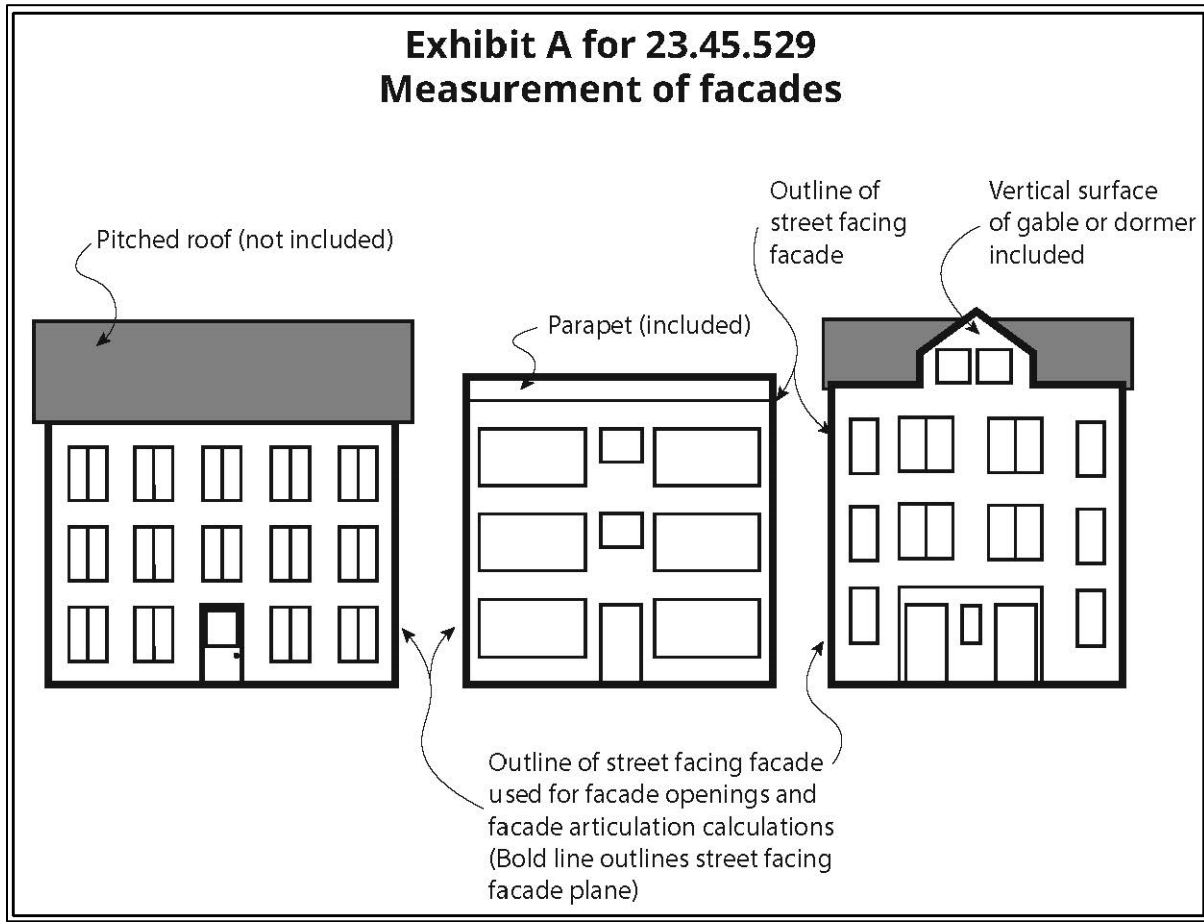 Exhibit A for 23.45.529
Measurement of facades
Pitched roof (not included)
Parapet (included)
Outline of
street facing
facade
Vertical surface
of gable or dormer
included
Outline of street facing facade
used for facade openings and
facade articulation calculations
(Bold line outlines street facing
facade plane)